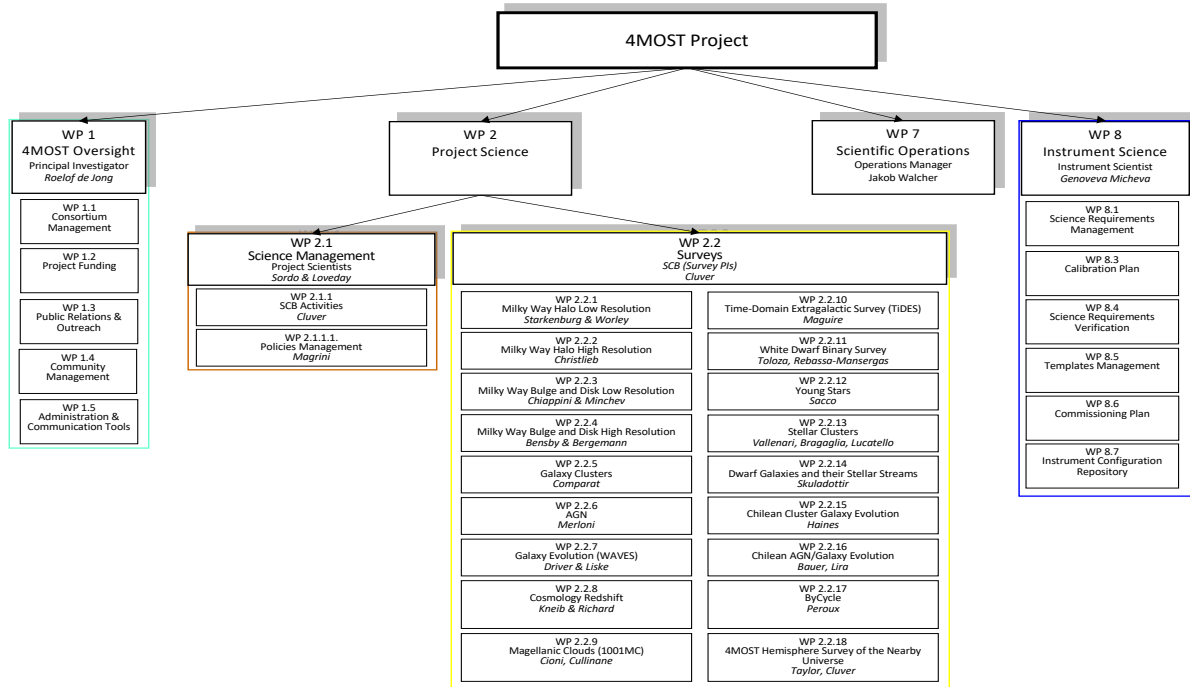 4MOST Project
WP 1
4MOST Oversight
Principal Investigator
Roelof de Jong
WP 1.1
Consortium
Management
WP 1.2
Project Funding
WP 1.3
Public Relations &
Outreach
WP 1.4
Community
Management
WP 1.5
Administration &
Communication Tools
WP 2
Project Science
WP 2.1
Science Management
Project Scientists
Sordo & Loveday
WP 2.1.1
SCB Activities
Cluver
WP 2.1.1.1.
Policies Management
Magrini
WP 2.2
Surveys
SCB (Survey PIs)
Cluver
WP 2.2.1
Milky Way Halo Low Resolution
Starkenburg & Worley
WP 2.2.2
Milky Way Halo High Resolution
Christlieb
WP 2.2.3
Milky Way Bulge and Disk Low Resolution
Chiappini & Minchev
WP 2.2.4
Milky Way Bulge and Disk High Resolution
Bensby & Bergemann
WP 2.2.5
Galaxy Clusters
Comparat
WP 2.2.6
AGN
Merloni
WP 2.2.7
Galaxy Evolution (WAVES)
Driver & Liske
WP 2.2.8
Cosmology Redshift
Kneib & Richard
WP 2.2.9
Magellanic Clouds (1001MC)
Cioni, Cullinane
WP 2.2.10
Time-Domain Extragalactic Survey (TiDES)
Maguire
WP 2.2.11
White Dwarf Binary Survey
Toloza, Rebassa-Mansergas
WP 2.2.12
Young Stars
Sacco
WP 2.2.13
Stellar Clusters
Vallenari, Bragaglia, Lucatello
WP 2.2.14
Dwarf Galaxies and their Stellar Streams
Skuladottir
WP 2.2.15
Chilean Cluster Galaxy Evolution
Haines
WP 2.2.16
Chilean AGN/Galaxy Evolution
Bauer, Lira
WP 2.2.17
ByCycle
Peroux
WP 2.2.18
4MOST Hemisphere Survey of the Nearby
Universe
Taylor, Cluver
WP 7
Scientific Operations
Operations Manager
Jakob Walcher
WP 8
Instrument Science
Instrument Scientist
Genoveva Micheva
WP 8.1
Science Requirements
Management
WP 8.3
Calibration Plan
WP 8.4
Science Requirements
Verification
WP 8.5
Templates Management
WP 8.6
Commissioning Plan
WP 8.7
Instrument Configuration
Repository